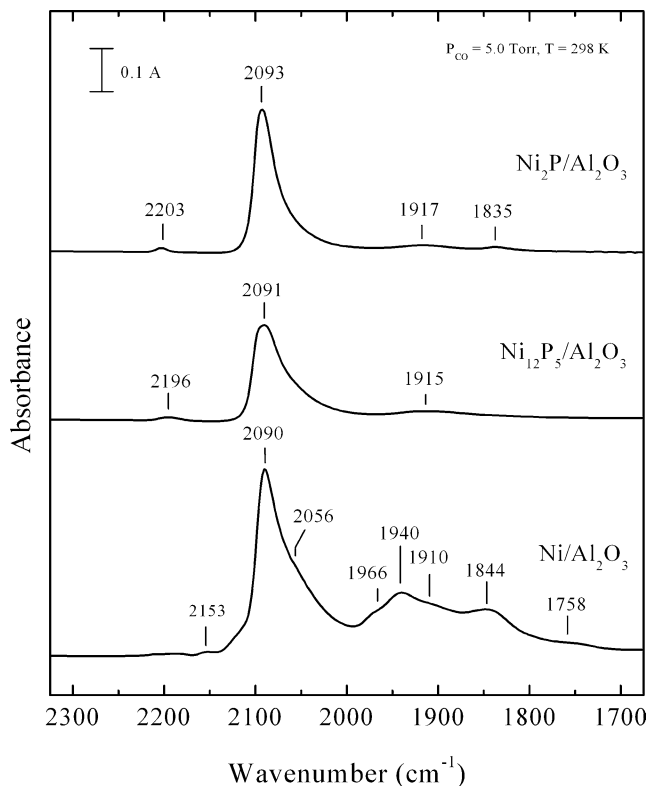 P_CO = 5.0 Torr, T = 298 K
0.1 A
2093
Ni₂P/Al₂O₃
2203
1917
1835
2091
Ni₁₂P₅/Al₂O₃
2196
1915
2090
2056
1940
1966
1910
1844
Ni/Al₂O₃
2153
1758
Absorbance
2300 2200 2100 2000 1900 1800 1700
Wavenumber (cm⁻¹)